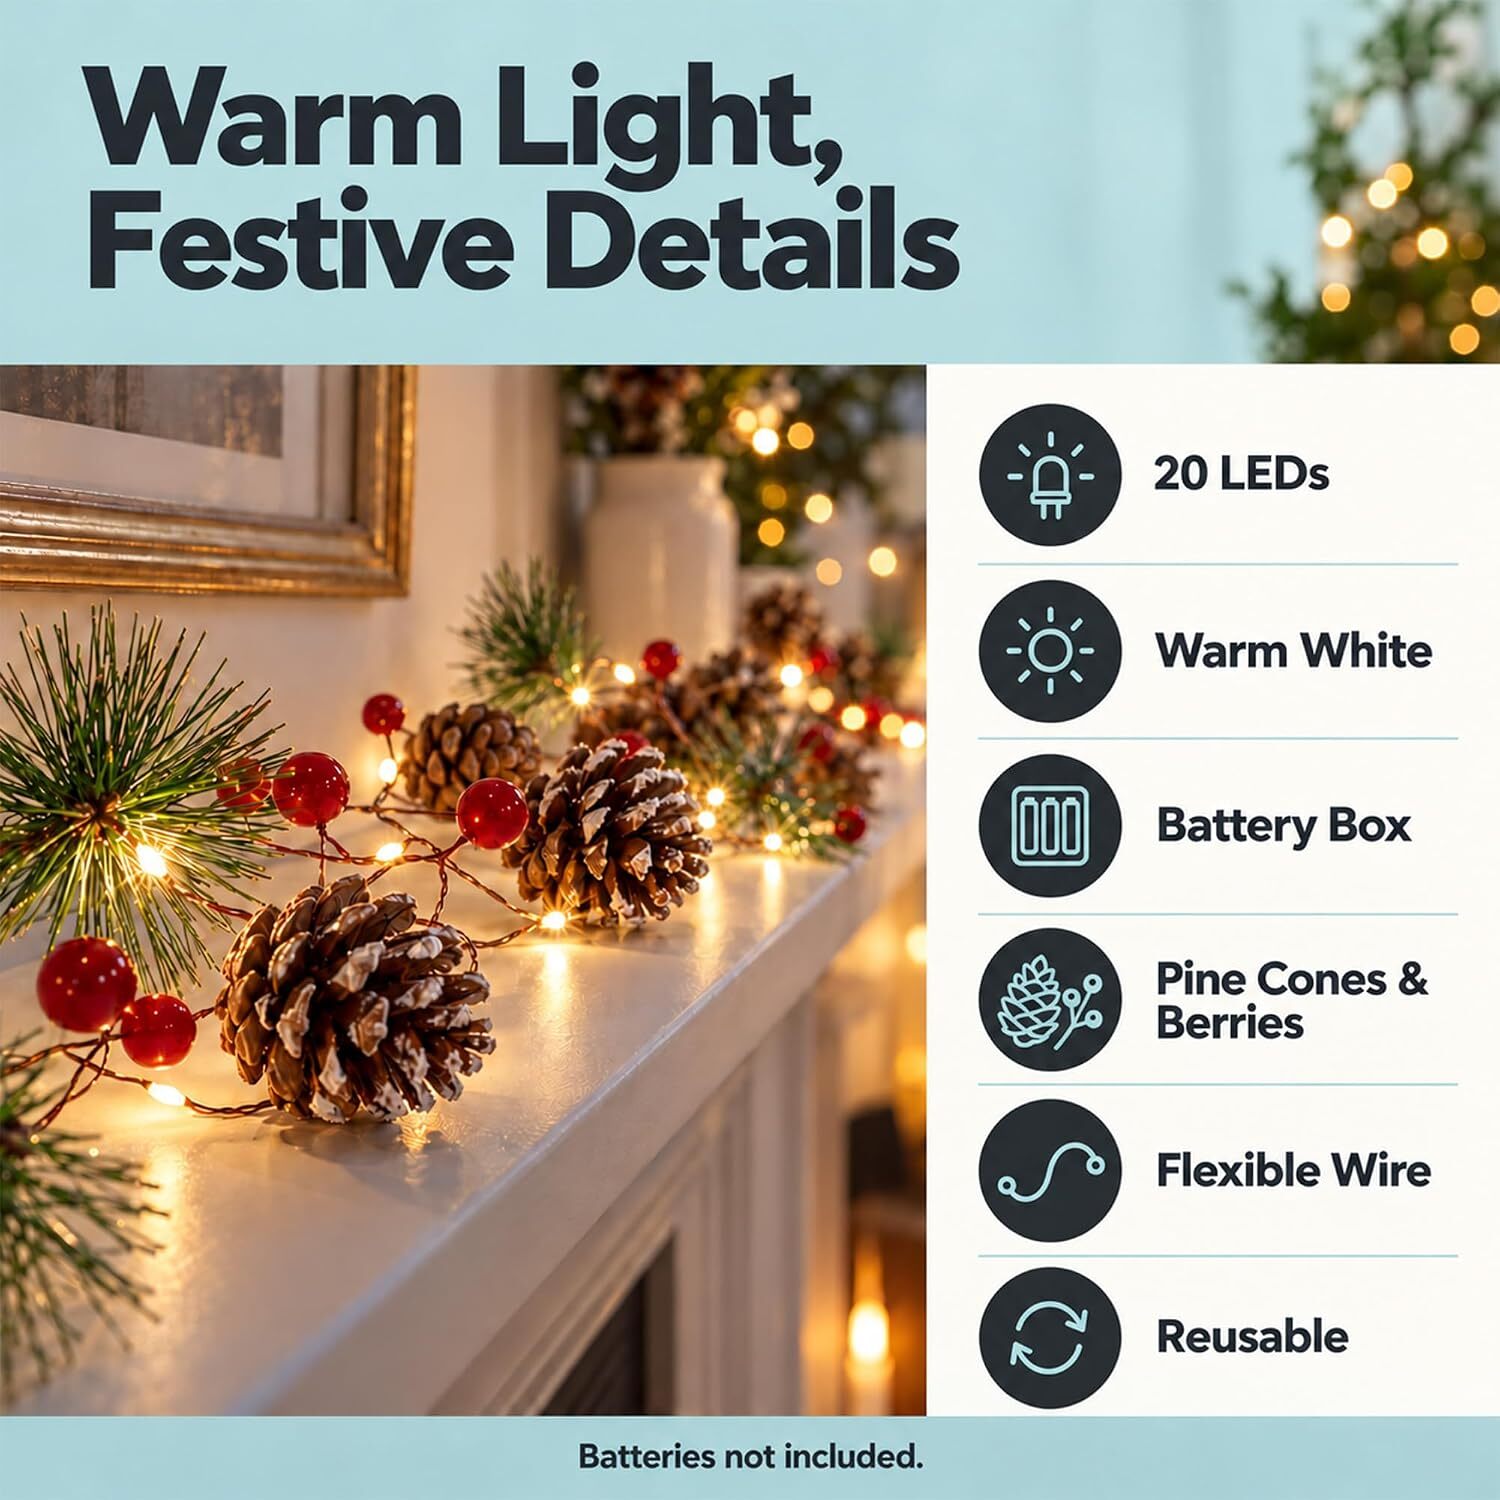 Warm Light,
Festive Details
20 LEDs
Warm White
Battery Box
Pine Cones &
Berries
Flexible Wire
Reusable
Batteries not included.